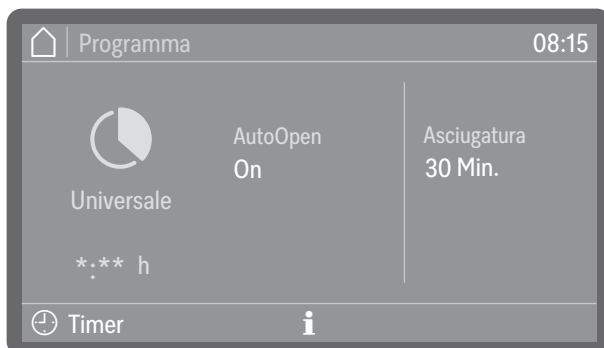 Programma 08:15
AutoOpen
On
Asciugatura
30 Min.
Universale
*:** h
Timer i